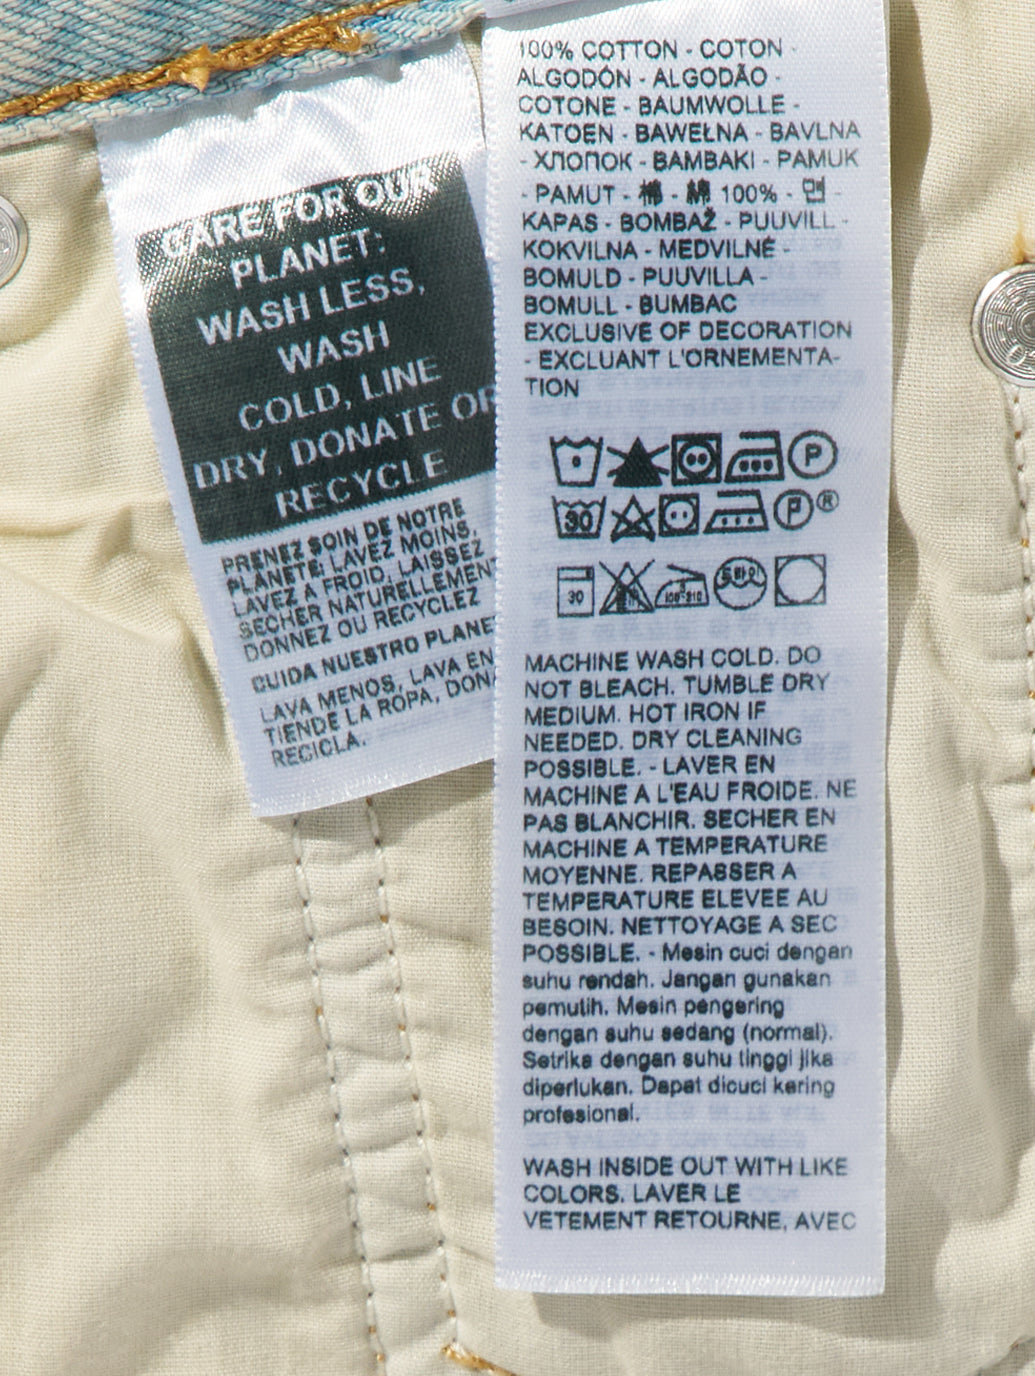 CARE FOR OUR
PLANET:
WASH LESS,
WASH
COLD, LINE
DRY, DONATE OR
RECYCLE
PRENEZ SOIN DE NOTRE
PLANÈTE: LAVEZ MOINS,
LAVEZ À FROID, LAISSEZ
SÉCHER NATURELLEMENT
DONNEZ OU RECYCLEZ
CUIDA NUESTRO PLANE
LAVA MENOS, LAVA EN
TIENDE LA ROPA, DON
RECICLA.
100% COTTON - COTON -
ALGODÓN - ALGODÃO -
COTONE - BAUMWOLLE -
KATOEN - BAWEŁNA - BAVLNA
- ХЛОПОК - BAMBAKI - PAMUK
- PAMUT - 棉 - 綿 100% - 면 -
KAPAS - BOMBAŽ - PUUVILL -
KOKVILNA - MEDVILNĖ -
BOMULD - PUUVILLA -
BOMULL - BUMBAC
EXCLUSIVE OF DECORATION
- EXCLUANT L'ORNEMENTA-
TION
P
30 P ®
30
MACHINE WASH COLD. DO
NOT BLEACH. TUMBLE DRY
MEDIUM. HOT IRON IF
NEEDED. DRY CLEANING
POSSIBLE. - LAVER EN
MACHINE A L'EAU FROIDE. NE
PAS BLANCHIR. SECHER EN
MACHINE A TEMPERATURE
MOYENNE. REPASSER A
TEMPERATURE ELEVEE AU
BESOIN. NETTOYAGE A SEC
POSSIBLE. - Mesin cuci dengan
suhu rendah. Jangan gunakan
pemutih. Mesin pengering
dengan suhu sedang (normal).
Setrika dengan suhu tinggi jika
diperlukan. Dapat dicuci kering
profesional.
WASH INSIDE OUT WITH LIKE
COLORS. LAVER LE
VETEMENT RETOURNE, AVEC